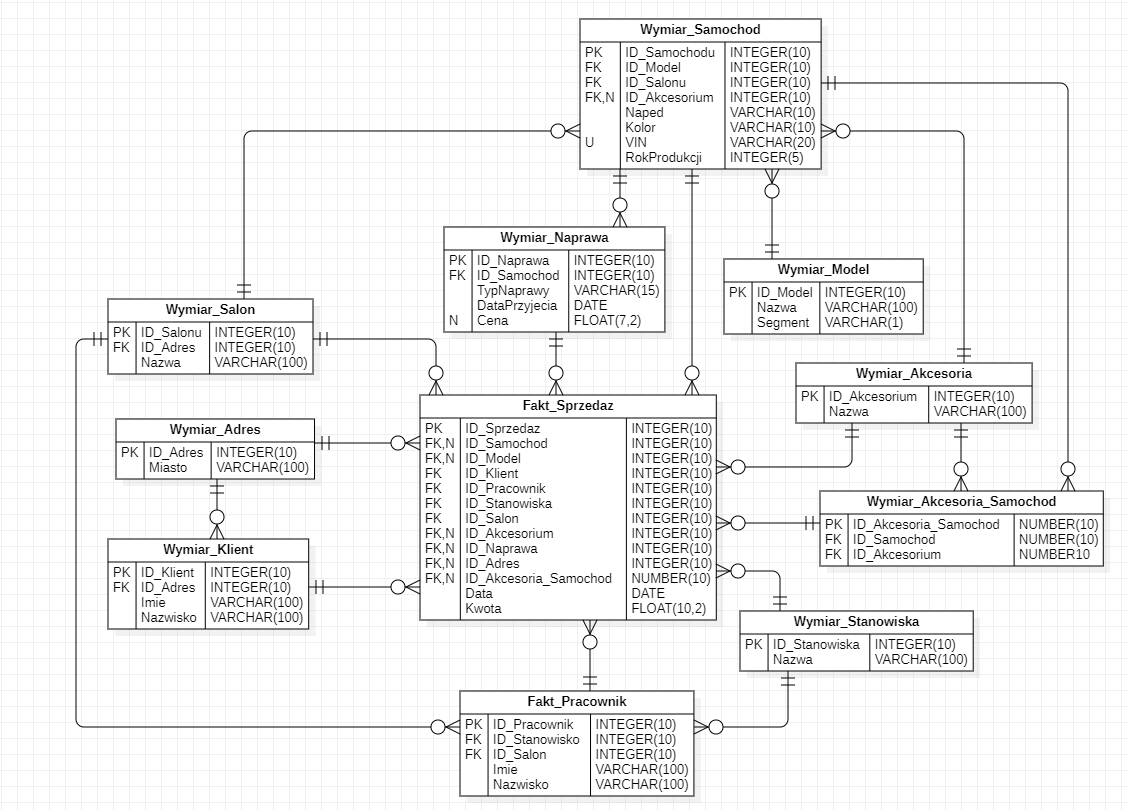 Wymiar_Samochod
PK ID_Samochodu INTEGER(10)
FK ID_Model INTEGER(10)
FK ID_Salonu INTEGER(10)
FK,N ID_Akcesorium INTEGER(10)
Naped VARCHAR(10)
Kolor VARCHAR(10)
U VIN VARCHAR(20)
RokProdukcji INTEGER(5)
Wymiar_Naprawa
PK ID_Naprawa INTEGER(10)
FK ID_Samochod INTEGER(10)
TypNaprawy VARCHAR(15)
DataPrzyjecia DATE
N Cena FLOAT(7,2)
Wymiar_Model
PK ID_Model INTEGER(10)
Nazwa VARCHAR(100)
Segment VARCHAR(1)
Wymiar_Salon
PK ID_Salonu INTEGER(10)
FK ID_Adres INTEGER(10)
Nazwa VARCHAR(100)
Wymiar_Akcesoria
PK ID_Akcesorium INTEGER(10)
Nazwa VARCHAR(100)
Fakt_Sprzedaz
PK ID_Sprzedaz INTEGER(10)
FK,N ID_Samochod INTEGER(10)
FK,N ID_Model INTEGER(10)
FK ID_Klient INTEGER(10)
FK ID_Pracownik INTEGER(10)
FK ID_Stanowiska INTEGER(10)
FK ID_Salon INTEGER(10)
FK,N ID_Akcesorium INTEGER(10)
FK,N ID_Naprawa INTEGER(10)
FK,N ID_Adres INTEGER(10)
FK,N ID_Akcesoria_Samochod NUMBER(10)
Data DATE
Kwota FLOAT(10,2)
Wymiar_Adres
PK ID_Adres INTEGER(10)
Miasto VARCHAR(100)
Wymiar_Akcesoria_Samochod
PK ID_Akcesoria_Samochod NUMBER(10)
FK ID_Samochod NUMBER(10)
FK ID_Akcesorium NUMBER10
Wymiar_Klient
PK ID_Klient INTEGER(10)
FK ID_Adres INTEGER(10)
Imie VARCHAR(100)
Nazwisko VARCHAR(100)
Wymiar_Stanowiska
PK ID_Stanowiska INTEGER(10)
Nazwa VARCHAR(100)
Fakt_Pracownik
PK ID_Pracownik INTEGER(10)
FK ID_Stanowisko INTEGER(10)
FK ID_Salon INTEGER(10)
Imie VARCHAR(100)
Nazwisko VARCHAR(100)